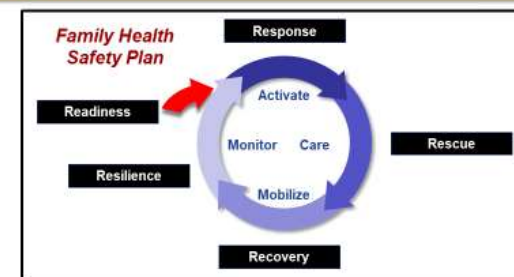 Family Health
Safety Plan
Response
Readiness
Activate
Monitor Care
Rescue
Resilience
Mobilize
Recovery